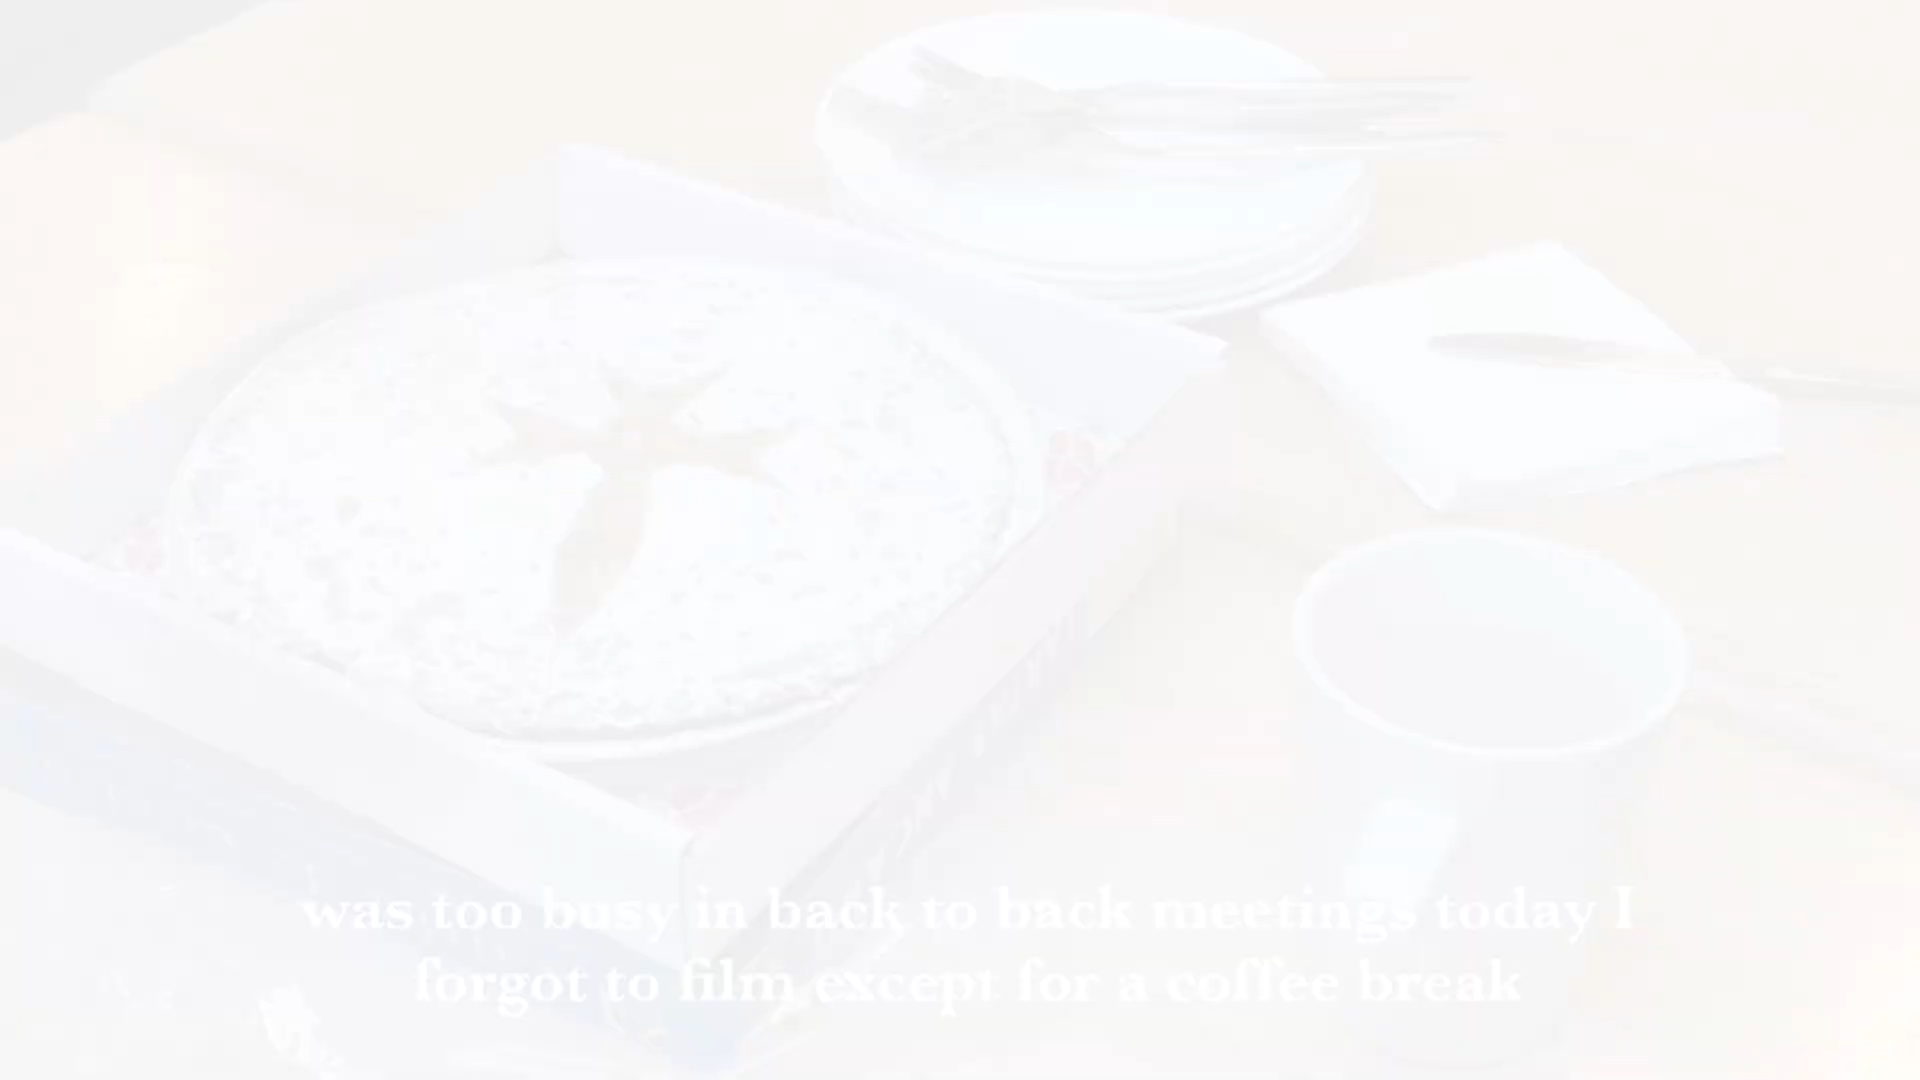 was too busy in back to back meetings today I
forgot to film except for a coffee break